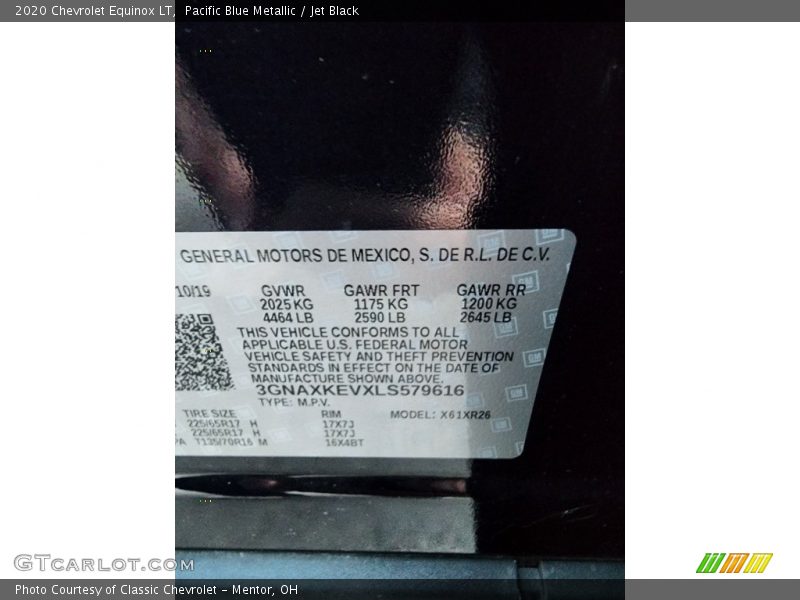 2020 Chevrolet Equinox LT, Pacific Blue Metallic / Jet Black
GENERAL MOTORS DE MEXICO, S. DE R.L. DE C.V.
10/19 GVWR GAWR FRT GAWR RR
2025 KG 1175 KG 1200 KG
4464 LB 2590 LB 2645 LB
THIS VEHICLE CONFORMS TO ALL
APPLICABLE U.S. FEDERAL MOTOR
VEHICLE SAFETY AND THEFT PREVENTION
STANDARDS IN EFFECT ON THE DATE OF
MANUFACTURE SHOWN ABOVE.
3GNAXKEVXLS579616
TYPE: M.P.V.
TIRE SIZE RIM MODEL: X61XR26
225/65R17 H 17X7J
225/65R17 H 17X7J
T135/70R16 M 16X4BT
GTcarlot.com
Photo Courtesy of Classic Chevrolet - Mentor, OH